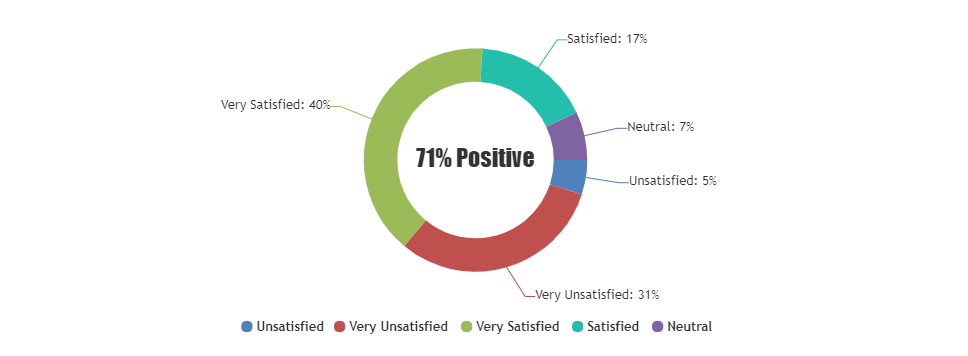 Satisfied: 17%
Very Satisfied: 40%
Neutral: 7%
71% Positive
Unsatisfied: 5%
Very Unsatisfied: 31%
Unsatisfied Very Unsatisfied Very Satisfied Satisfied Neutral